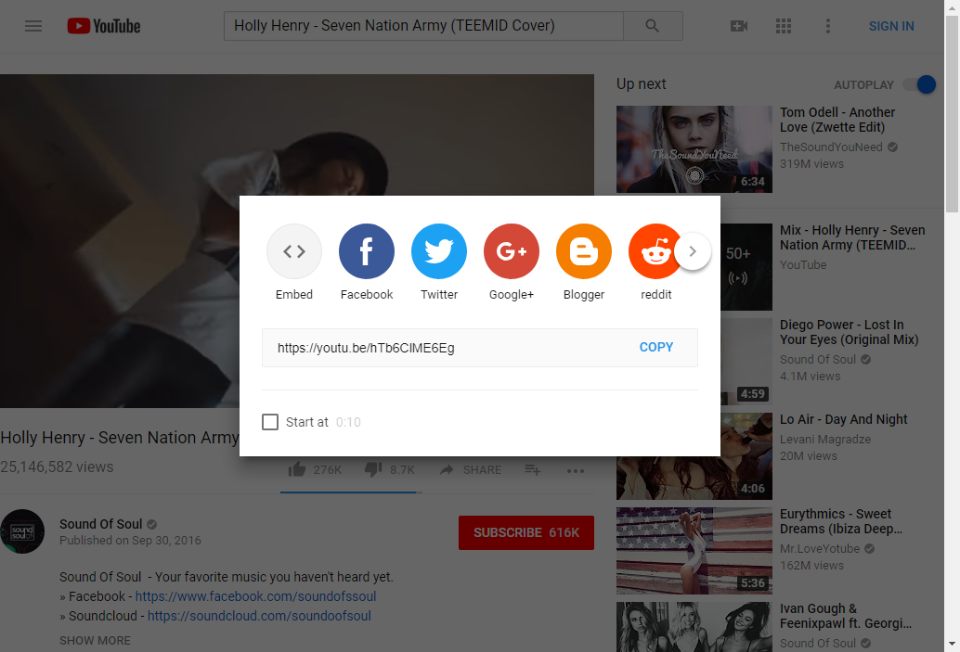 YouTube
Holly Henry - Seven Nation Army (TEEMID Cover)
SIGN IN
Up next
AUTOPLAY
TheSoundYouNeed
6:34
Tom Odell - Another
Love (Zwette Edit)
TheSoundYouNeed
319M views
50+
Mix - Holly Henry - Seven
Nation Army (TEEMID...
YouTube
4:59
Diego Power - Lost In
Your Eyes (Original Mix)
Sound Of Soul
4.1M views
4:06
Lo Air - Day And Night
Levani Magradze
20M views
5:36
Eurythmics - Sweet
Dreams (Ibiza Deep...
Mr.LoveYotube
162M views
Ivan Gough &
Feenixpawl ft. Georgi...
Sound Of Soul
Embed
Facebook
Twitter
Google+
Blogger
reddit
https://youtu.be/hTb6CIME6Eg
COPY
Start at 0:10
Holly Henry - Seven Nation Army
25,146,582 views
276K
8.7K
SHARE
sound
soul
Sound Of Soul
Published on Sep 30, 2016
SUBSCRIBE 616K
Sound Of Soul - Your favorite music you haven't heard yet.
» Facebook - https://www.facebook.com/soundofssoul
» Soundcloud - https://soundcloud.com/soundoofsoul
SHOW MORE